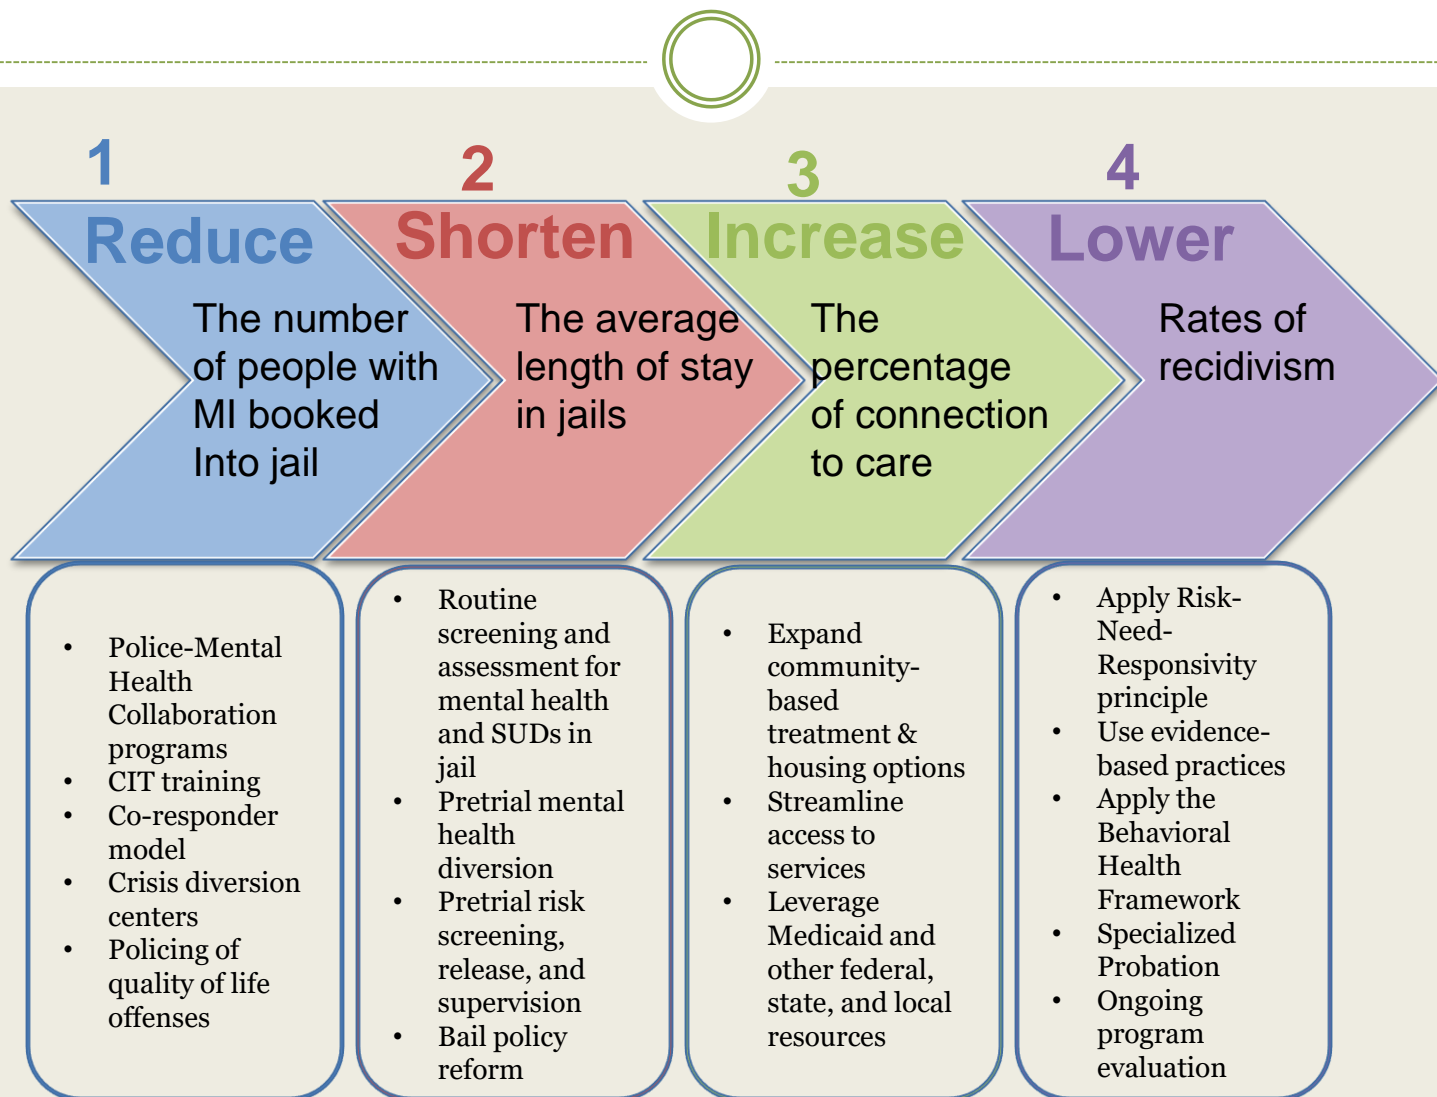 1
Reduce
The number
of people with
MI booked
Into jail
• Police-Mental
Health
Collaboration
programs
• CIT training
• Co-responder
model
• Crisis diversion
centers
• Policing of
quality of life
offenses
2
Shorten
The average
length of stay
in jails
• Routine
screening and
assessment for
mental health
and SUDs in
jail
• Pretrial mental
health
diversion
• Pretrial risk
screening,
release, and
supervision
• Bail policy
reform
3
Increase
The
percentage
of connection
to care
• Expand
community-
based
treatment &
housing options
• Streamline
access to
services
• Leverage
Medicaid and
other federal,
state, and local
resources
4
Lower
Rates of
recidivism
• Apply Risk-
Need-
Responsivity
principle
• Use evidence-
based practices
• Apply the
Behavioral
Health
Framework
• Specialized
Probation
• Ongoing
program
evaluation